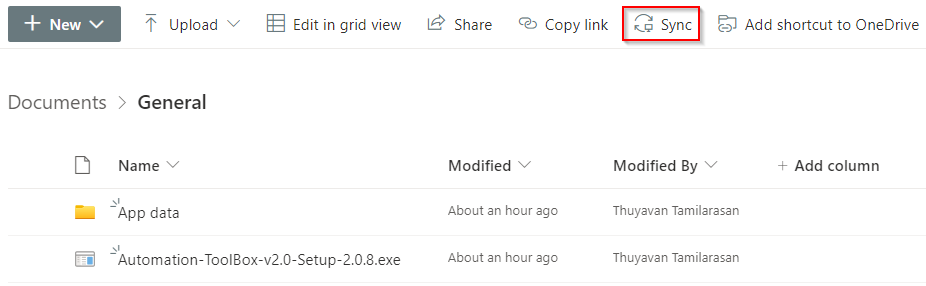 + New Upload Edit in grid view Share Copy link Sync Add shortcut to OneDrive
Documents > General
Name Modified Modified By + Add column
App data About an hour ago Thuyavan Tamilarasan
Automation-ToolBox-v2.0-Setup-2.0.8.exe About an hour ago Thuyavan Tamilarasan